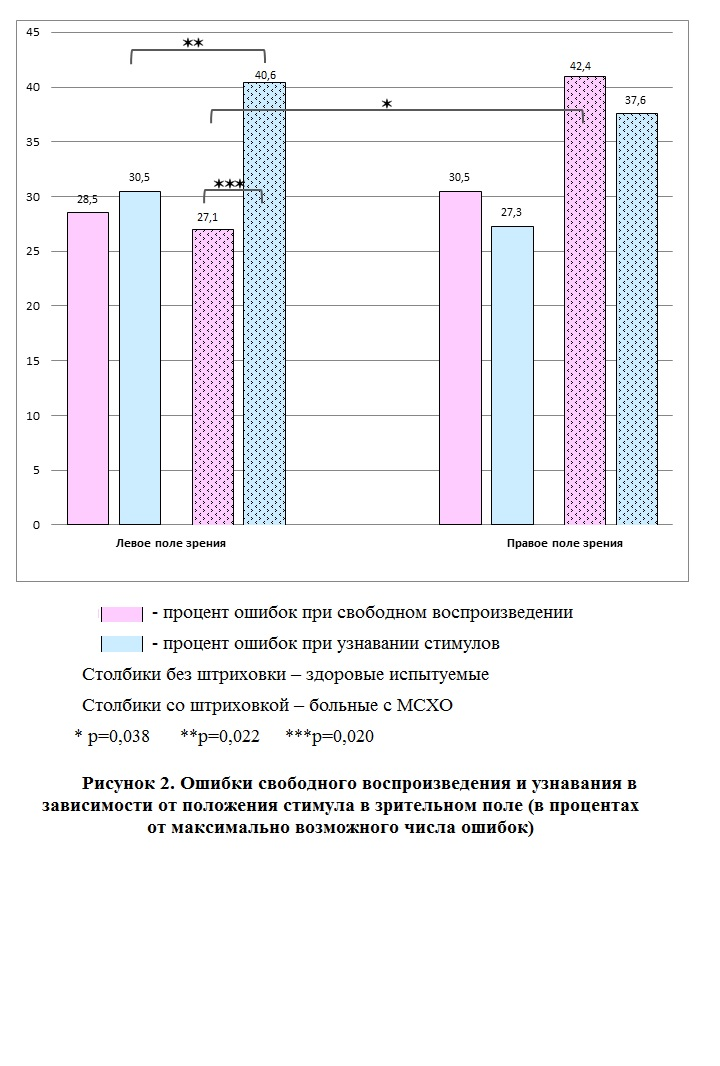 45
40
35
30
25
20
15
10
5
0
28,5
30,5
27,1
40,6
30,5
27,3
42,4
37,6
**
*
***
Левое поле зрения
Правое поле зрения
- процент ошибок при свободном воспроизведении
- процент ошибок при узнавании стимулов
Столбики без штриховки – здоровые испытуемые
Столбики со штриховкой – больные с МСХО
* p=0,038 **p=0,022 ***p=0,020
Рисунок 2. Ошибки свободного воспроизведения и узнавания в
зависимости от положения стимула в зрительном поле (в процентах
от максимально возможного числа ошибок)